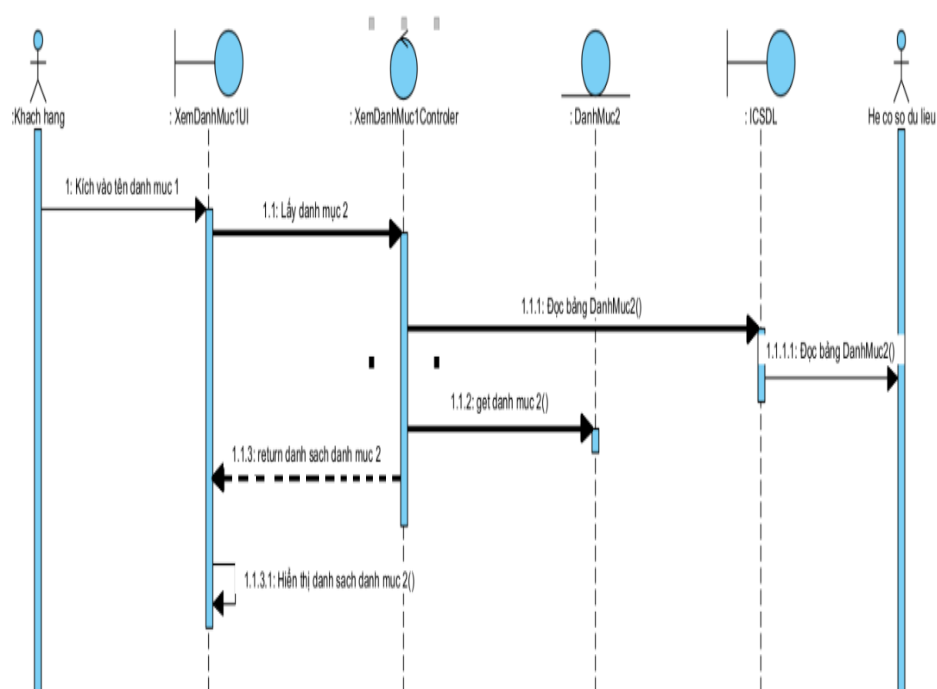 :Khach hang
: XemDanhMuc1UI
: XemDanhMuc1Controler
: DanhMuc2
: ICSDL
He co so du lieu
1: Kích vào tên danh muc 1
1.1: Lấy danh mục 2
1.1.1: Đọc bảng DanhMuc2()
1.1.1.1: Đọc bảng DanhMuc2()
1.1.2: get danh muc 2()
1.1.3: return danh sach danh muc 2
1.1.3.1: Hiển thị danh sach danh muc 2()